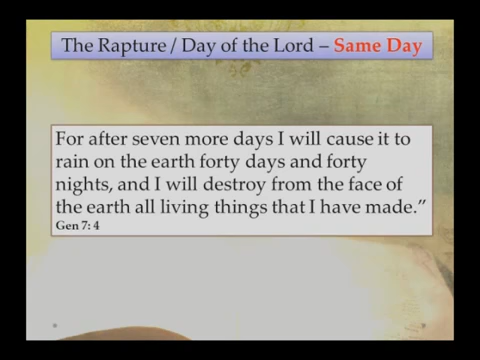 The Rapture / Day of the Lord – Same Day
For after seven more days I will cause it to
rain on the earth forty days and forty
nights, and I will destroy from the face of
the earth all living things that I have made.”
Gen 7: 4